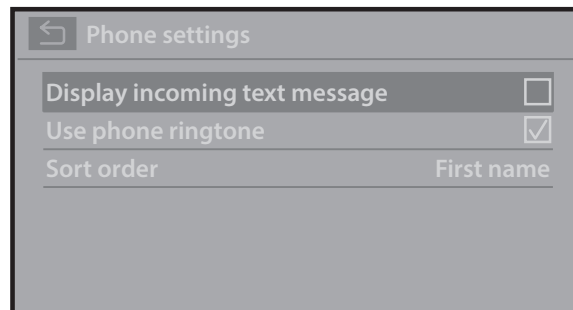 Phone settings
Display incoming text message
Use phone ringtone
Sort order First name